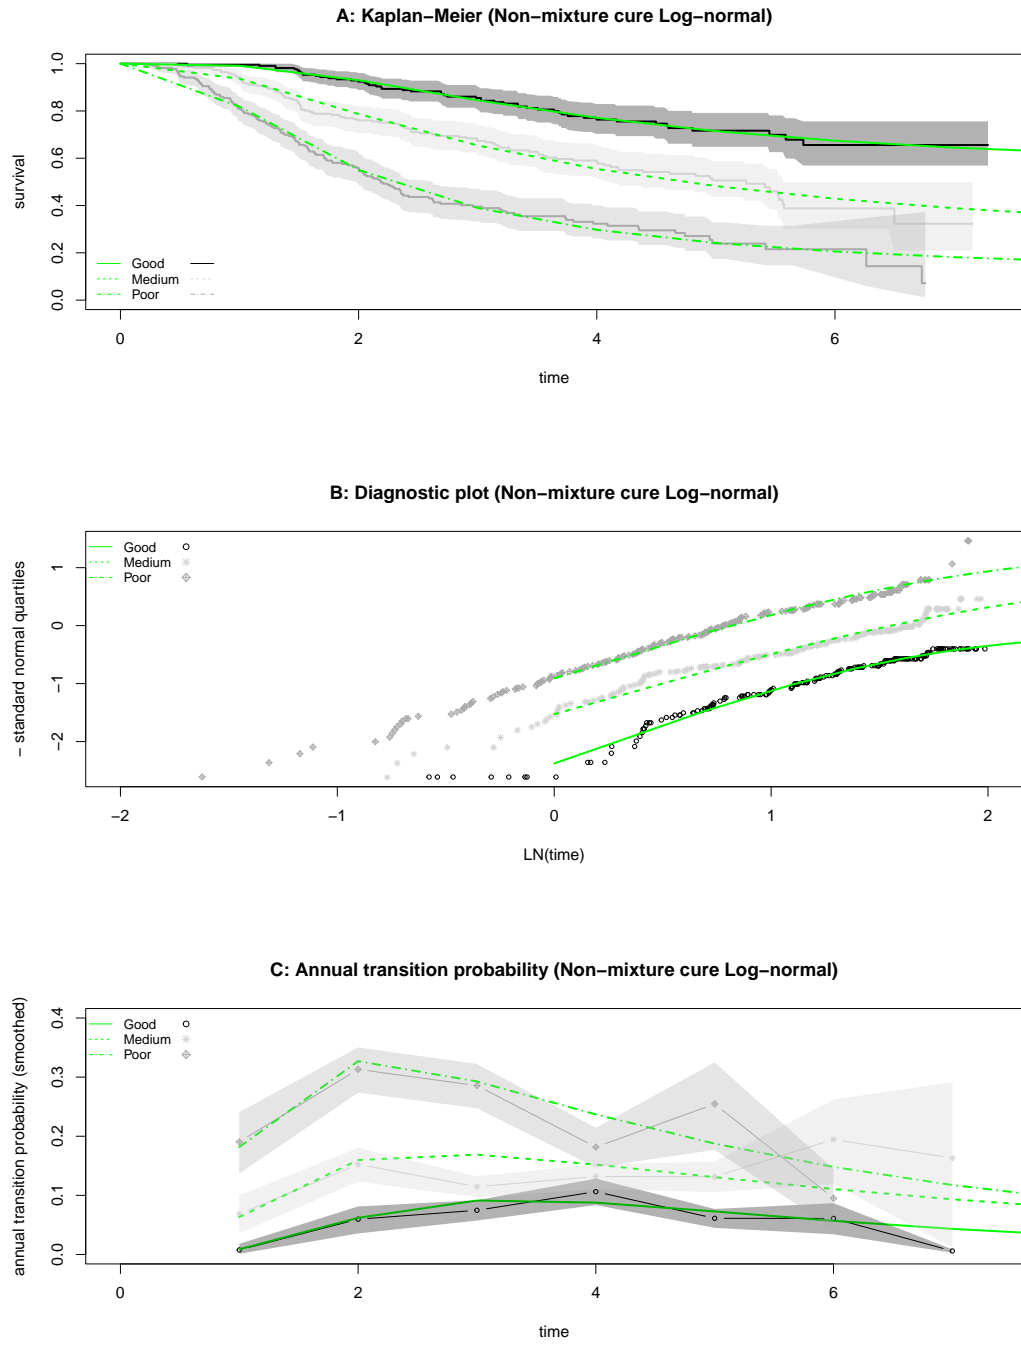 A: Kaplan−Meier (Non−mixture cure Log−normal)
survival
1.0
0.8
0.6
0.4
0.2
0.0
Good
Medium
Poor
0 2 4 6
time
B: Diagnostic plot (Non−mixture cure Log−normal)
− standard normal quartiles
1
0
−1
−2
Good
Medium
Poor
−2 −1 0 1 2
LN(time)
C: Annual transition probability (Non−mixture cure Log−normal)
annual transition probability (smoothed)
0.4
0.3
0.2
0.1
0.0
Good
Medium
Poor
0 2 4 6
time